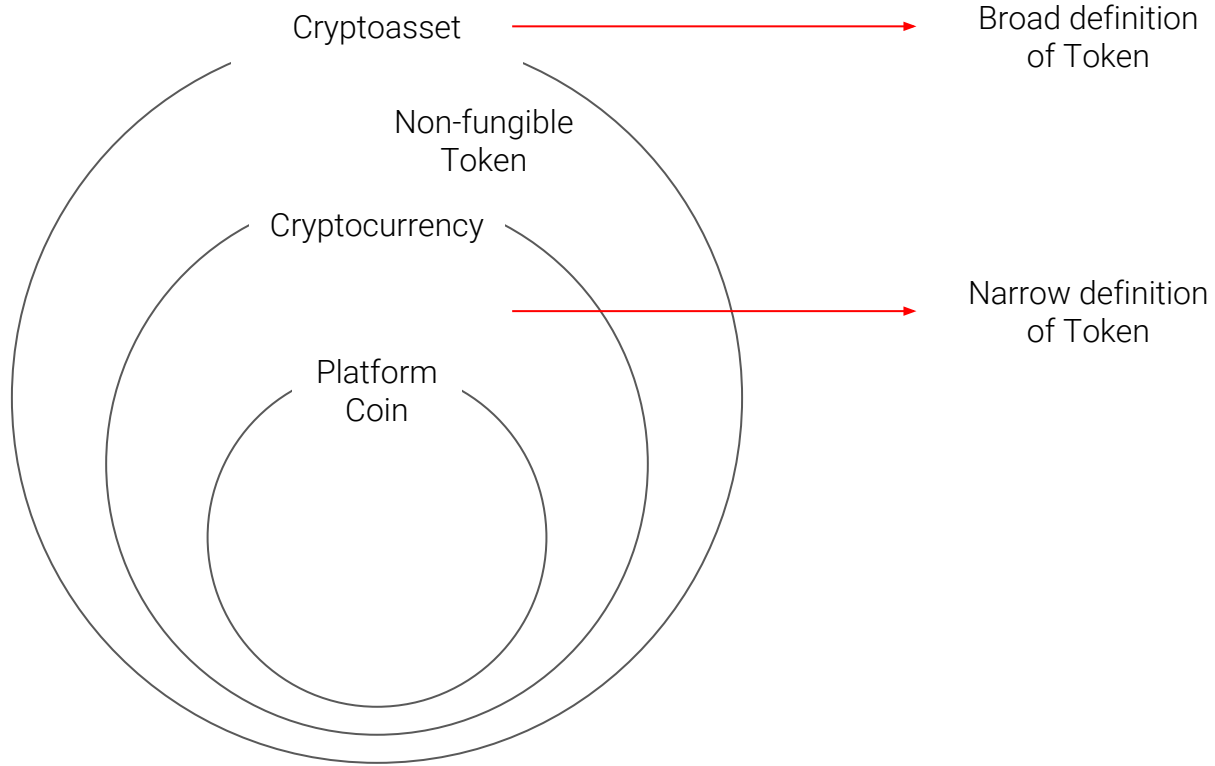 Cryptoasset
Broad definition
of Token
Non-fungible
Token
Cryptocurrency
Narrow definition
of Token
Platform
Coin